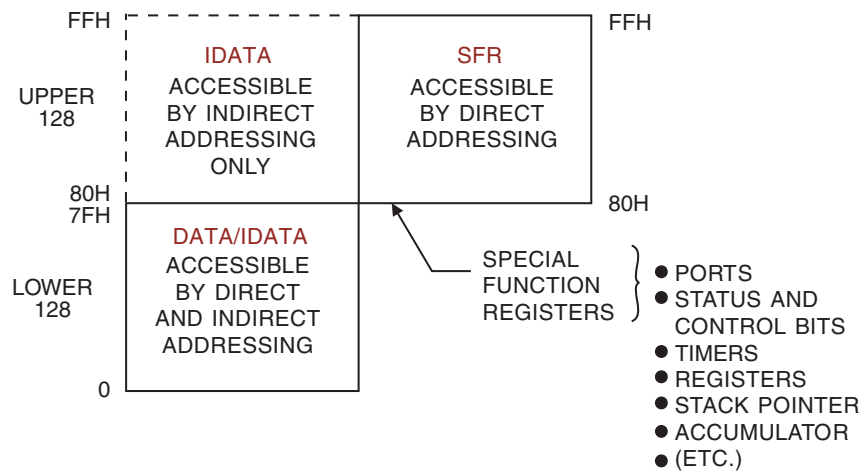 FFH
UPPER
128
80H
7FH
LOWER
128
0
IDATA
ACCESSIBLE
BY INDIRECT
ADDRESSING
ONLY
SFR
ACCESSIBLE
BY DIRECT
ADDRESSING
FFH
80H
DATA/IDATA
ACCESSIBLE
BY DIRECT
AND INDIRECT
ADDRESSING
SPECIAL
FUNCTION
REGISTERS
● PORTS
● STATUS AND
CONTROL BITS
● TIMERS
● REGISTERS
● STACK POINTER
● ACCUMULATOR
● (ETC.)